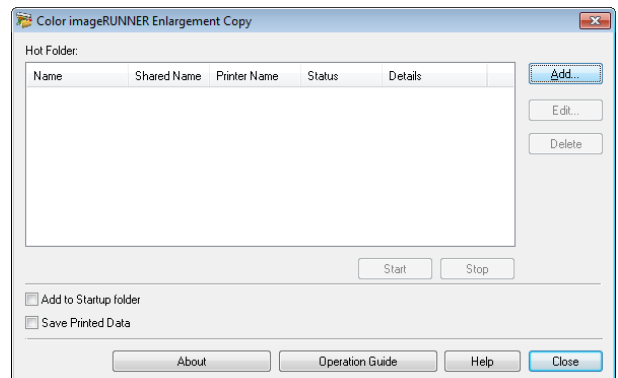 Color imageRUNNER Enlargement Copy
Hot Folder:
Name Shared Name Printer Name Status Details
Add...
Edit...
Delete
Start Stop
Add to Startup folder
Save Printed Data
About Operation Guide Help Close